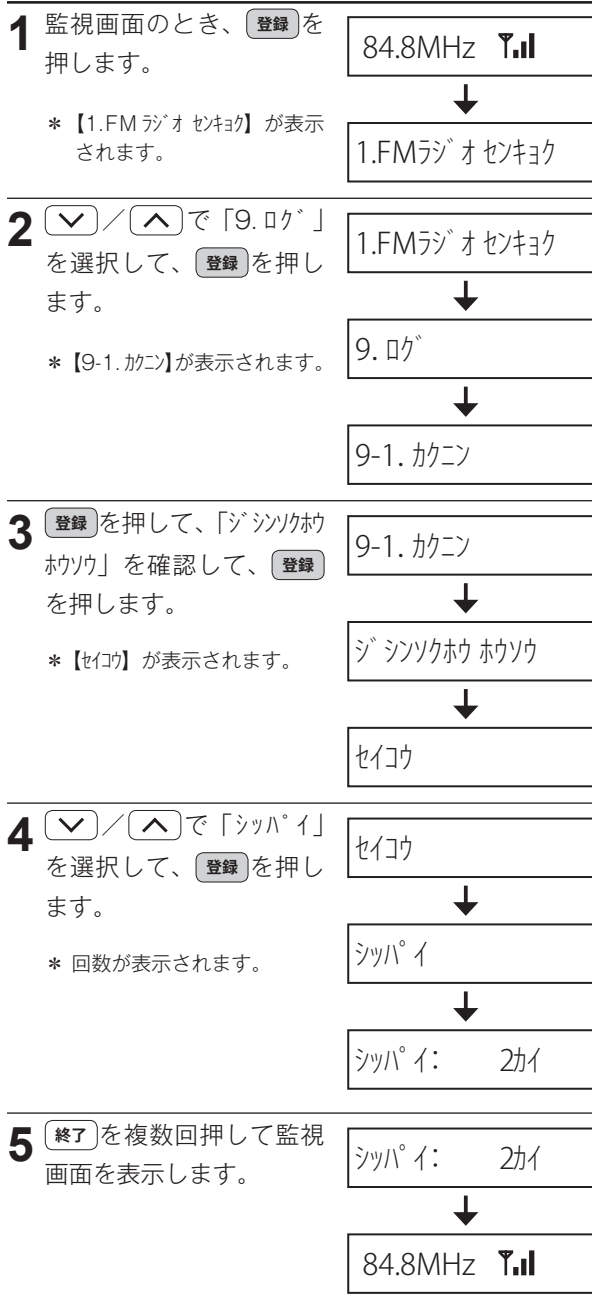 1 監視画面のとき、登録を
押します。
＊【1.FMﾗｼﾞｵ ｾﾝｷｮｸ】が表示
されます。
84.8MHz
↓
1.FMﾗｼﾞｵ ｾﾝｷｮｸ
2 ∨／∧で「9. ﾛｸﾞ」
を選択して、登録を押し
ます。
＊【9-1. ｶｸﾆﾝ】が表示されます。
1.FMﾗｼﾞｵ ｾﾝｷｮｸ
↓
9. ﾛｸﾞ
↓
9-1. ｶｸﾆﾝ
3 登録を押して、「ｼﾞｼﾝｿｸﾎｳ
ﾎｳｿｳ」を確認して、登録
を押します。
＊【ｾｲｺｳ】が表示されます。
9-1. ｶｸﾆﾝ
↓
ｼﾞｼﾝｿｸﾎｳ ﾎｳｿｳ
↓
ｾｲｺｳ
4 ∨／∧で「ｼｯﾊﾟｲ」
を選択して、登録を押し
ます。
＊ 回数が表示されます。
ｾｲｺｳ
↓
ｼｯﾊﾟｲ
↓
ｼｯﾊﾟｲ: 2ｶｲ
5 終了を複数回押して監視
画面を表示します。
ｼｯﾊﾟｲ: 2ｶｲ
↓
84.8MHz